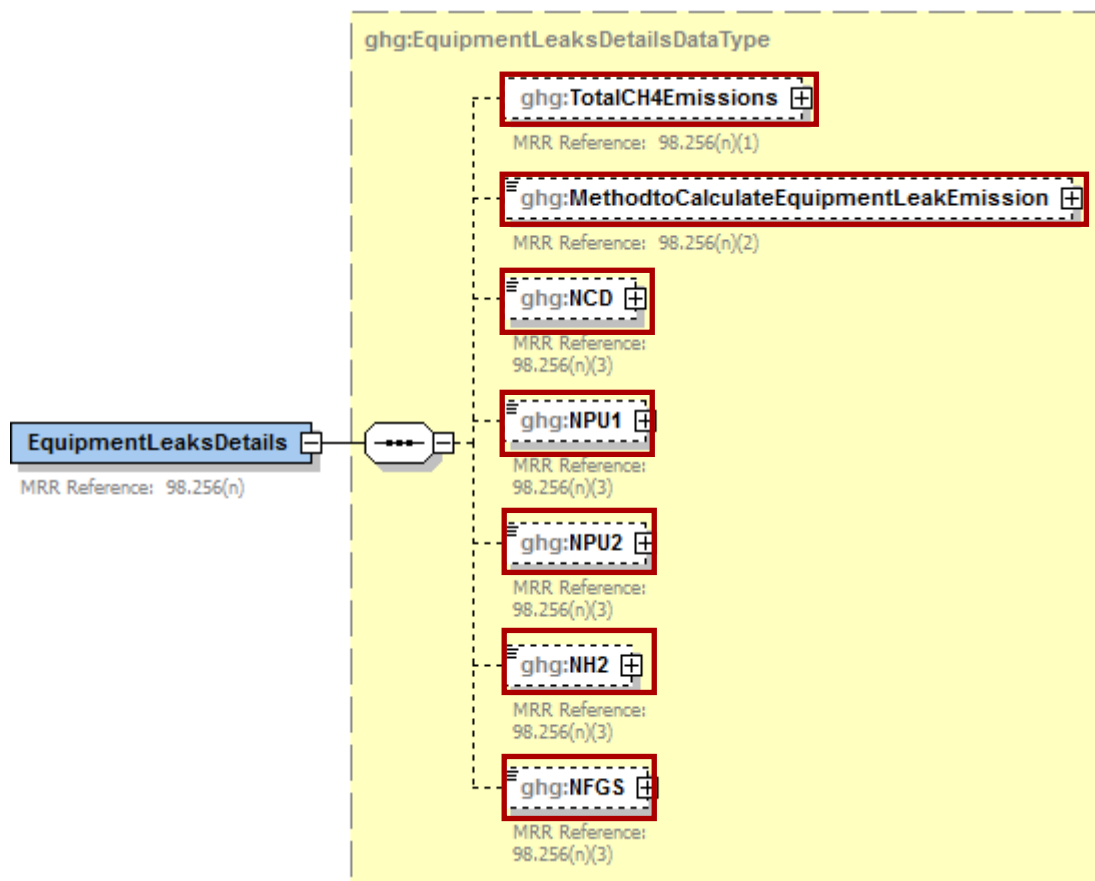 ghg:EquipmentLeaksDetailsDataType
ghg:TotalCH4Emissions
MRR Reference: 98.256(n)(1)
ghg:MethodtoCalculateEquipmentLeakEmission
MRR Reference: 98.256(n)(2)
ghg:NCD
MRR Reference:
98.256(n)(3)
ghg:NPU1
MRR Reference:
98.256(n)(3)
EquipmentLeaksDetails
MRR Reference: 98.256(n)
ghg:NPU2
MRR Reference:
98.256(n)(3)
ghg:NH2
MRR Reference:
98.256(n)(3)
ghg:NFGS
MRR Reference:
98.256(n)(3)